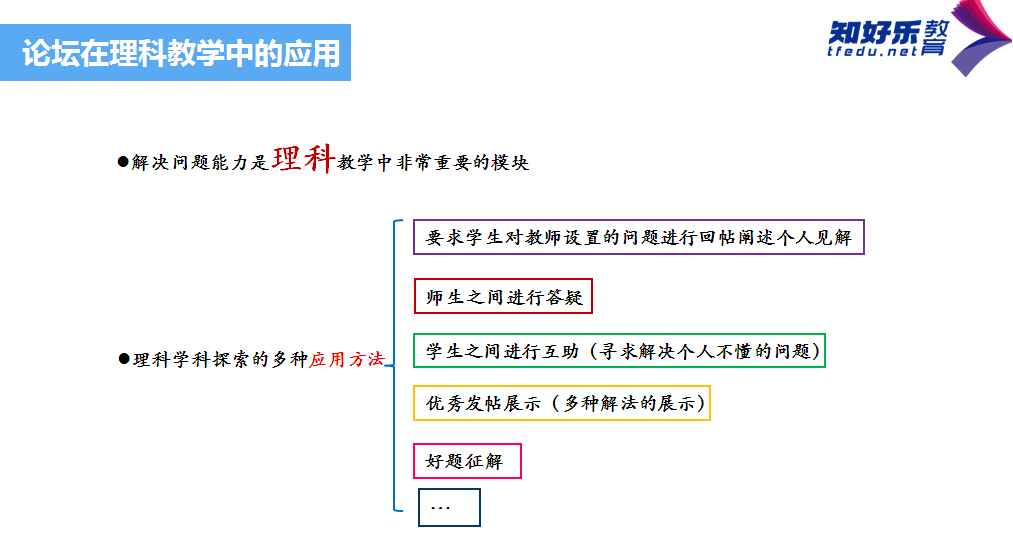 论坛在理科教学中的应用
知好乐教育
tfedu.net
●解决问题能力是理科教学中非常重要的模块
要求学生对教师设置的问题进行回帖阐述个人见解
师生之间进行答疑
学生之间进行互助（寻求解决个人不懂的问题）
●理科学科探索的多种应用方法
优秀发帖展示（多种解法的展示）
好题征解
…